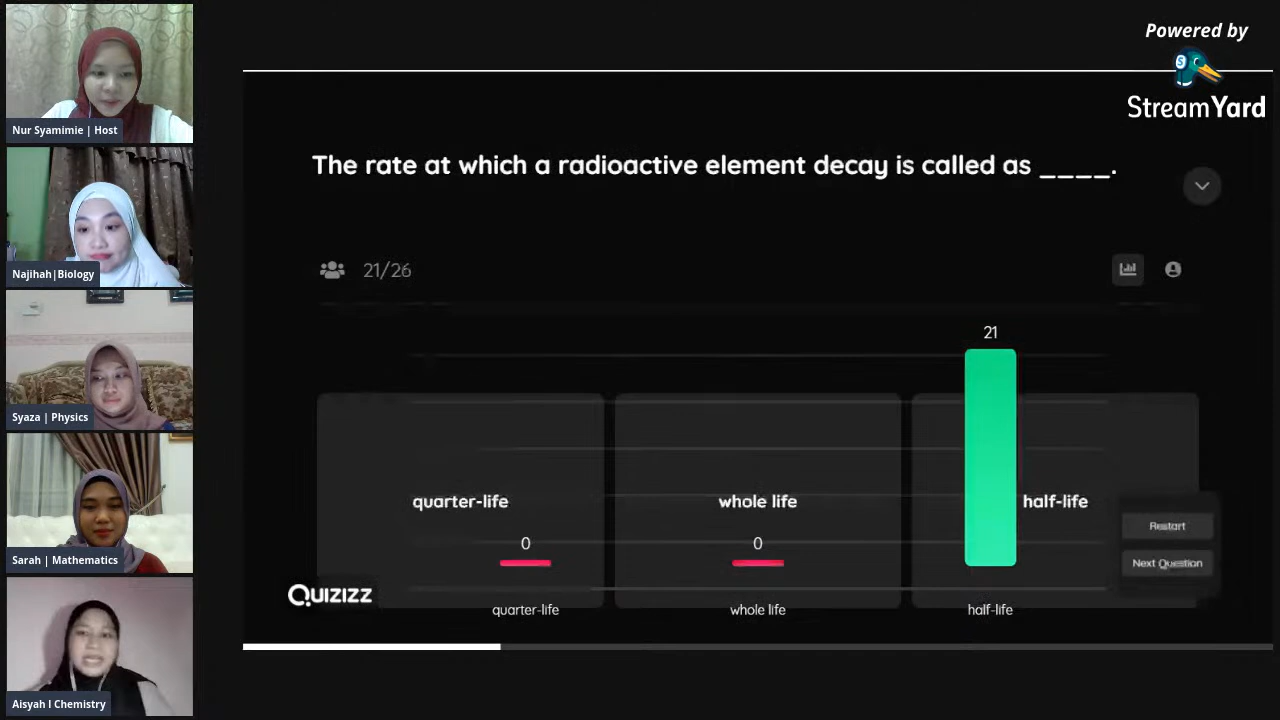 Nur Syamimie | Host
Najihah|Biology
Syaza | Physics
Sarah | Mathematics
Aisyah l Chemistry
Powered by
StreamYard
The rate at which a radioactive element decay is called as ____.
21/26
21
quarter-life
whole life
half-life
0
0
Restart
Next Question
Quizizz
quarter-life
whole life
half-life